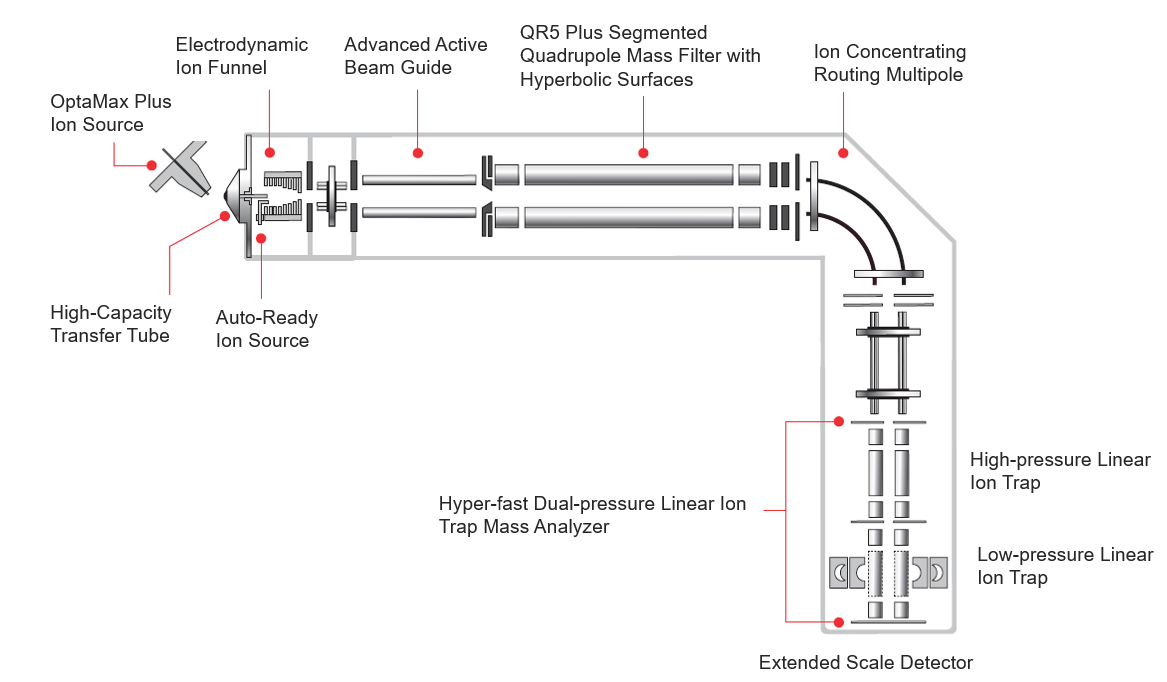 Electrodynamic
Ion Funnel
Advanced Active
Beam Guide
QR5 Plus Segmented
Quadrupole Mass Filter with
Hyperbolic Surfaces
Ion Concentrating
Routing Multipole
OptaMax Plus
Ion Source
High-Capacity
Transfer Tube
Auto-Ready
Ion Source
High-pressure Linear
Ion Trap
Hyper-fast Dual-pressure Linear Ion
Trap Mass Analyzer
Low-pressure Linear
Ion Trap
Extended Scale Detector